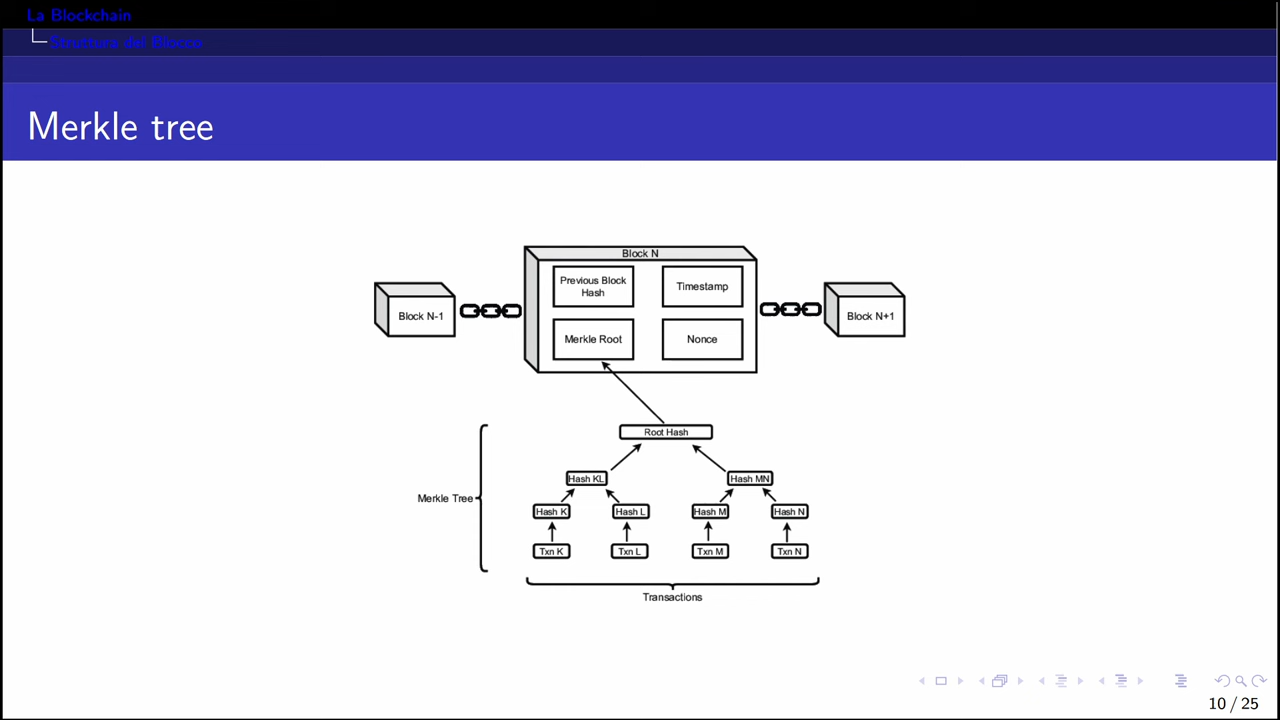 La Blockchain
Struttura del Blocco
Merkle tree
Block N
Previous Block
Hash
Timestamp
Block N-1
Block N+1
Merkle Root
Nonce
Root Hash
Hash KL
Hash MN
Merkle Tree
Hash K
Hash L
Hash M
Hash N
Txn K
Txn L
Txn M
Txn N
Transactions
10 / 25